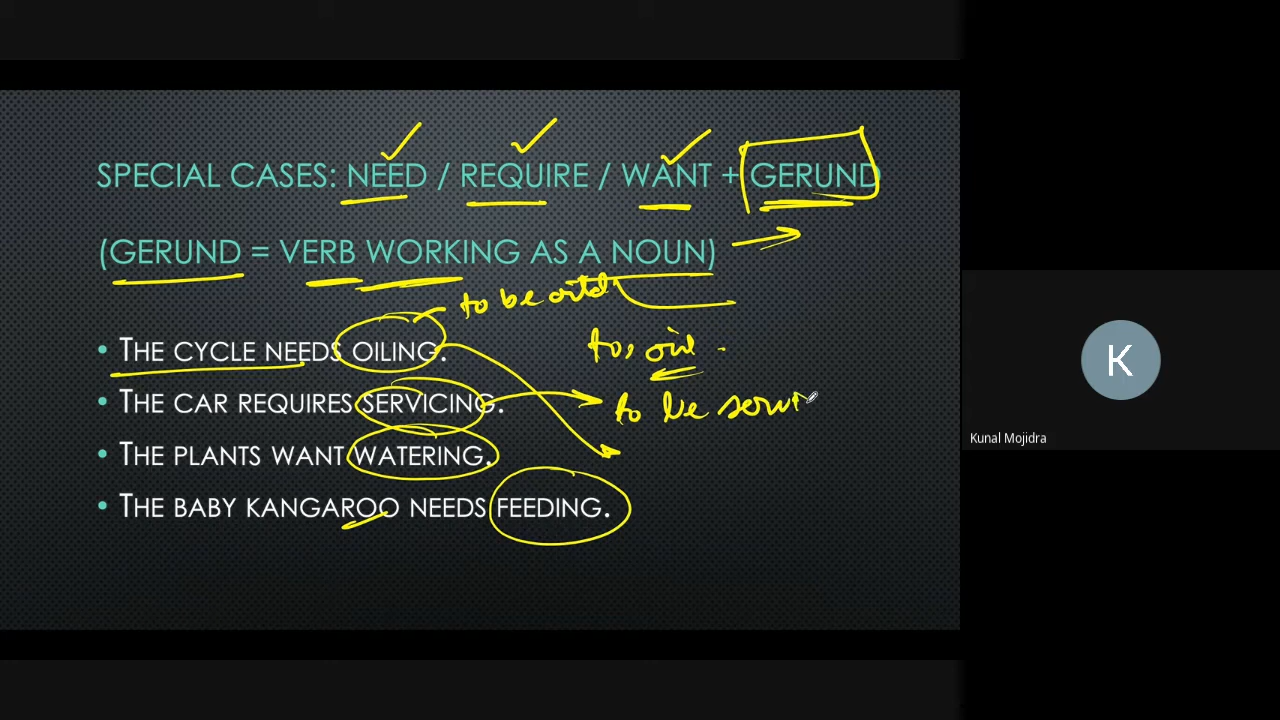 SPECIAL CASES: NEED / REQUIRE / WANT + GERUND
(GERUND = VERB WORKING AS A NOUN)
to be oiled
• THE CYCLE NEEDS OILING.
to oil
• THE CAR REQUIRES SERVICING.
to be servi
• THE PLANTS WANT WATERING.
• THE BABY KANGAROO NEEDS FEEDING.
K
Kunal Mojidra